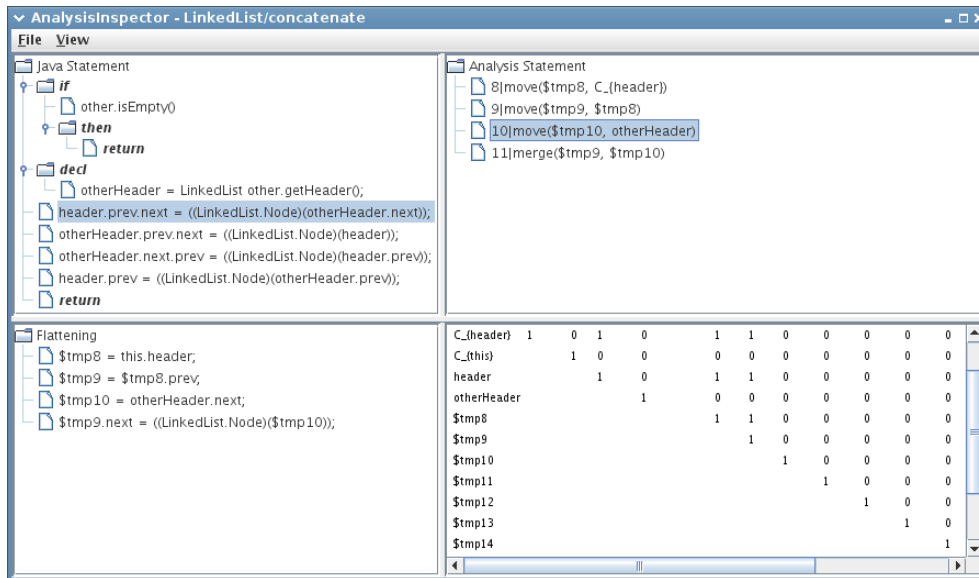 AnalysisInspector - LinkedList/concatenate
File View
Java Statement
if
other.isEmpty()
then
return
decl
otherHeader = LinkedList other.getHeader();
header.prev.next = ((LinkedList.Node)(otherHeader.next));
otherHeader.prev.next = ((LinkedList.Node)(header));
otherHeader.next.prev = ((LinkedList.Node)(header.prev));
header.prev = ((LinkedList.Node)(otherHeader.prev));
return
Analysis Statement
8|move($tmp8, C_{header})
9|move($tmp9, $tmp8)
10|move($tmp10, otherHeader)
11|merge($tmp9, $tmp10)
Flattening
$tmp8 = this.header;
$tmp9 = $tmp8.prev;
$tmp10 = otherHeader.next;
$tmp9.next = ((LinkedList.Node)($tmp10));
C_{header} 1 0 1 0 1 1 0 0 0 0 0
C_{this} 1 0 0 0 0 0 0 0 0 0
header 1 0 1 1 0 0 0 0 0
otherHeader 1 0 0 0 0 0 0 0
$tmp8 1 1 0 0 0 0 0
$tmp9 1 0 0 0 0 0
$tmp10 1 0 0 0 0
$tmp11 1 0 0 0
$tmp12 1 0 0
$tmp13 1 0
$tmp14 1